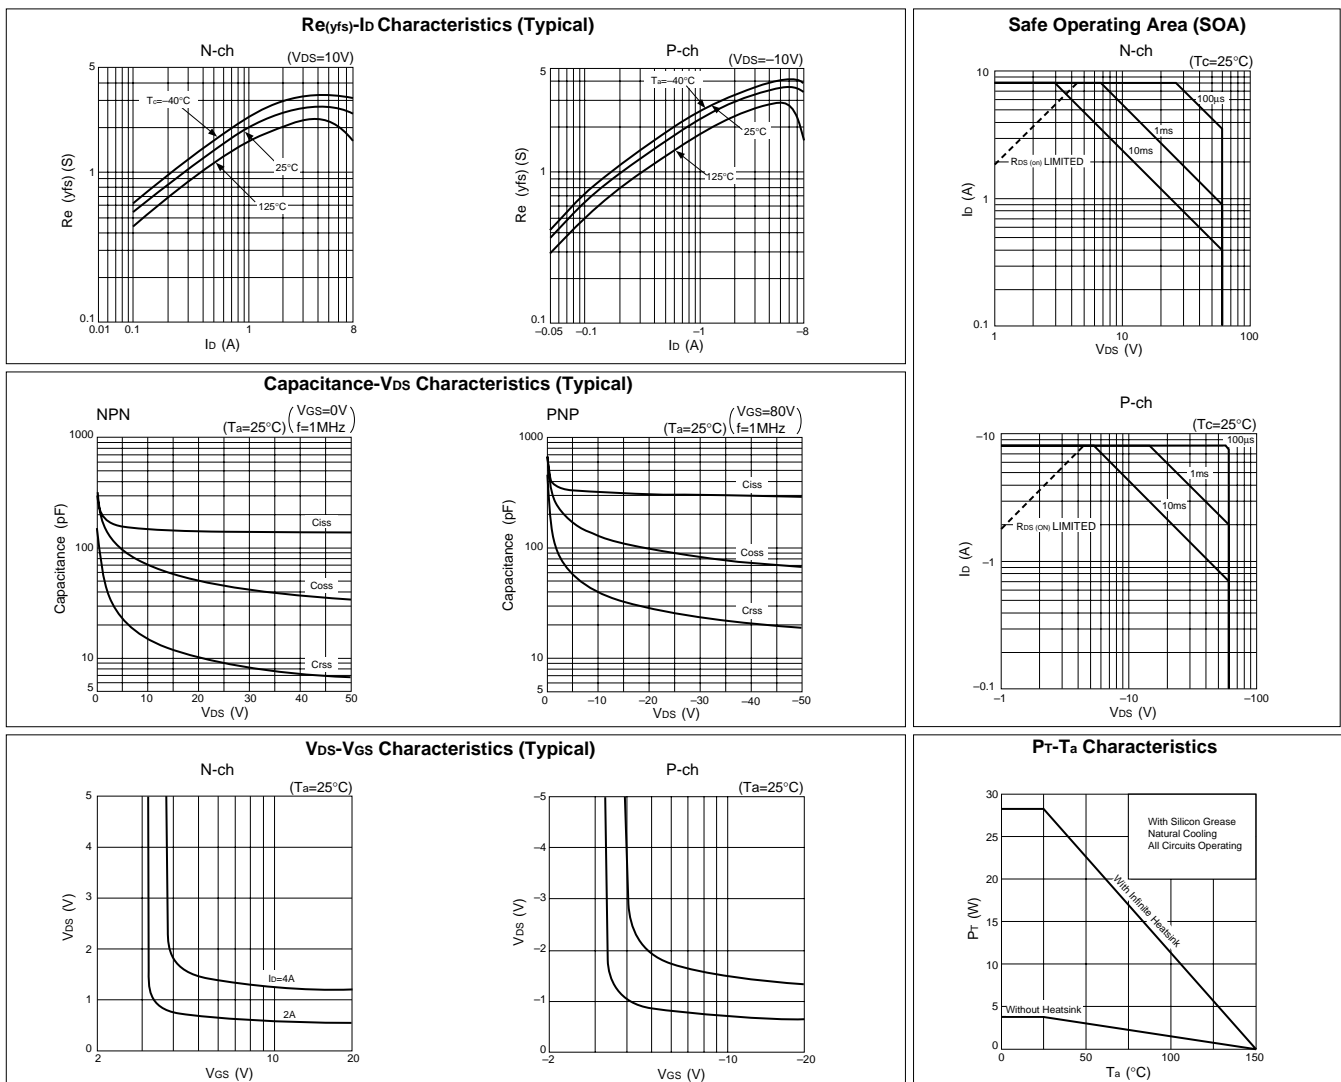 Re(yfs)-ID Characteristics (Typical)
N-ch
(VDS=10V)
5
1
0.1
Re (yfs) (S)
Tc=–40°C
25°C
125°C
0.01 0.1 1 8
ID (A)
P-ch
(VDS=–10V)
5
1
0.1
Re (yfs) (S)
Ta=–40°C
25°C
125°C
–0.05 –0.1 –1 –8
ID (A)
Safe Operating Area (SOA)
N-ch
(Tc=25°C)
10
1
0.1
ID (A)
100µs
1ms
10ms
RDS (on) LIMITED
1 10 100
VDS (V)
P-ch
(Tc=25°C)
–10
–1
–0.1
ID (A)
100µs
1ms
10ms
RDS (ON) LIMITED
–1 –10 –100
VDS (V)
Capacitance-VDS Characteristics (Typical)
NPN
(Ta=25°C) (VGS=0V
f=1MHz)
1000
100
10
5
Capacitance (pF)
Ciss
Coss
Crss
0 10 20 30 40 50
VDS (V)
PNP
(Ta=25°C) (VGS=80V
f=1MHz)
1000
100
10
5
Capacitance (pF)
Ciss
Coss
Crss
0 –10 –20 –30 –40 –50
VDS (V)
VDS-VGS Characteristics (Typical)
N-ch
(Ta=25°C)
5
4
3
2
1
0
VDS (V)
ID=4A
2A
2 10 20
VGS (V)
P-ch
(Ta=25°C)
–5
–4
–3
–2
–1
0
VDS (V)
–2 –10 –20
VGS (V)
PT-Ta Characteristics
30
25
20
15
10
5
0
PT (W)
With Silicon Grease
Natural Cooling
All Circuits Operating
With Infinite Heatsink
Without Heatsink
0 50 100 150
Ta (°C)